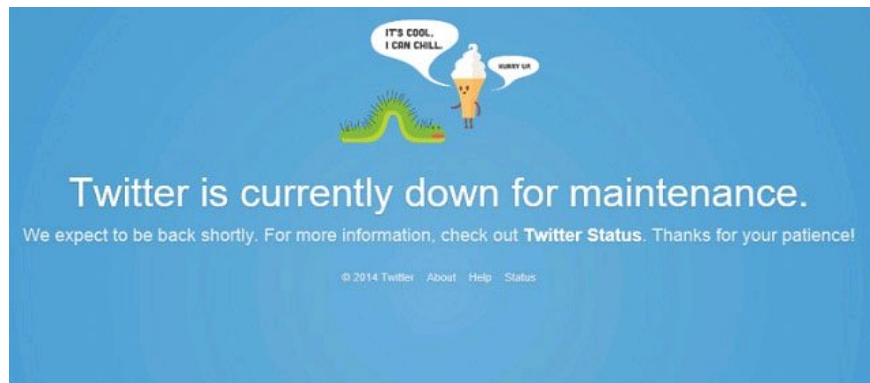 IT'S COOL,
I CAN CHILL.
HURRY UP.
Twitter is currently down for maintenance.
We expect to be back shortly. For more information, check out Twitter Status. Thanks for your patience!
© 2014 Twitter About Help Status